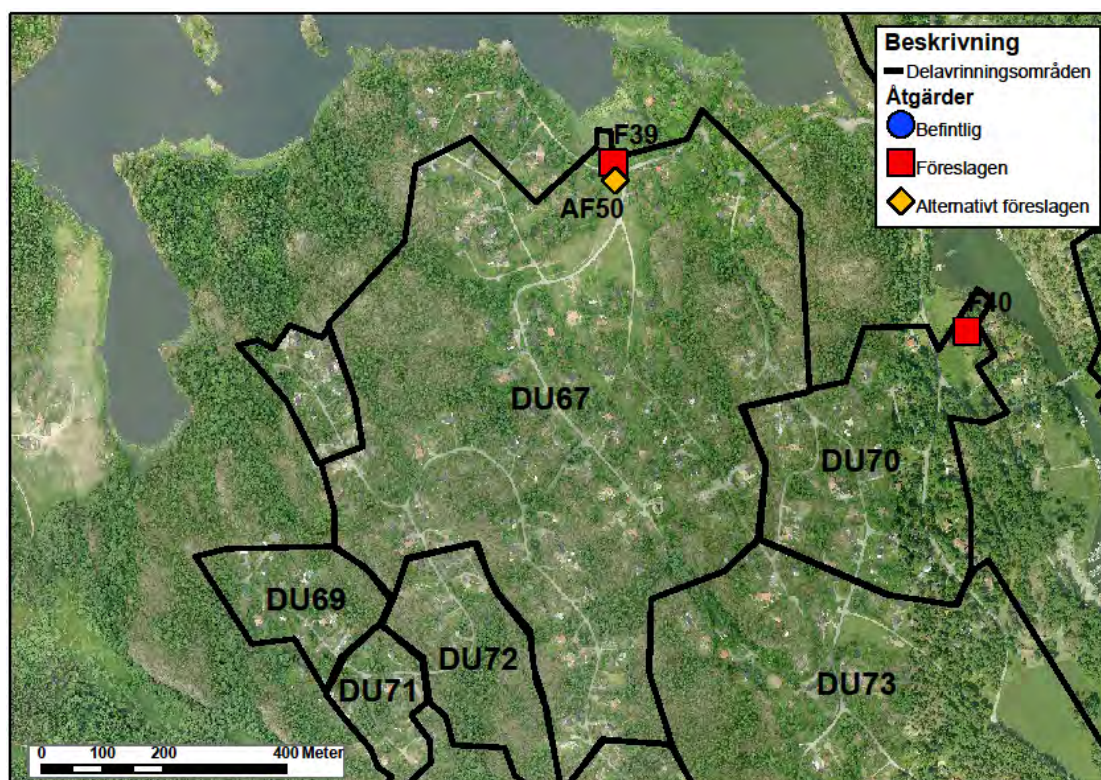 Beskrivning
Delavrinningsområden
Åtgärder
Befintlig
Föreslagen
Alternativt föreslagen
F39
AF50
F40
DU67
DU70
DU69
DU72
DU71
DU73
0 100 200 400 Meter